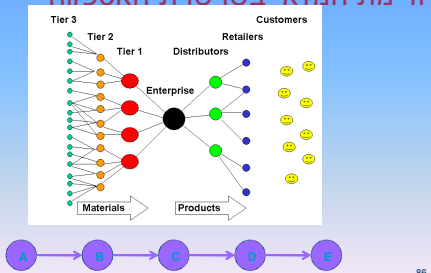 Tier 3
Customers
Tier 2
Retailers
Tier 1
Distributors
Enterprise
Materials
Products
A
B
C
D
E
86